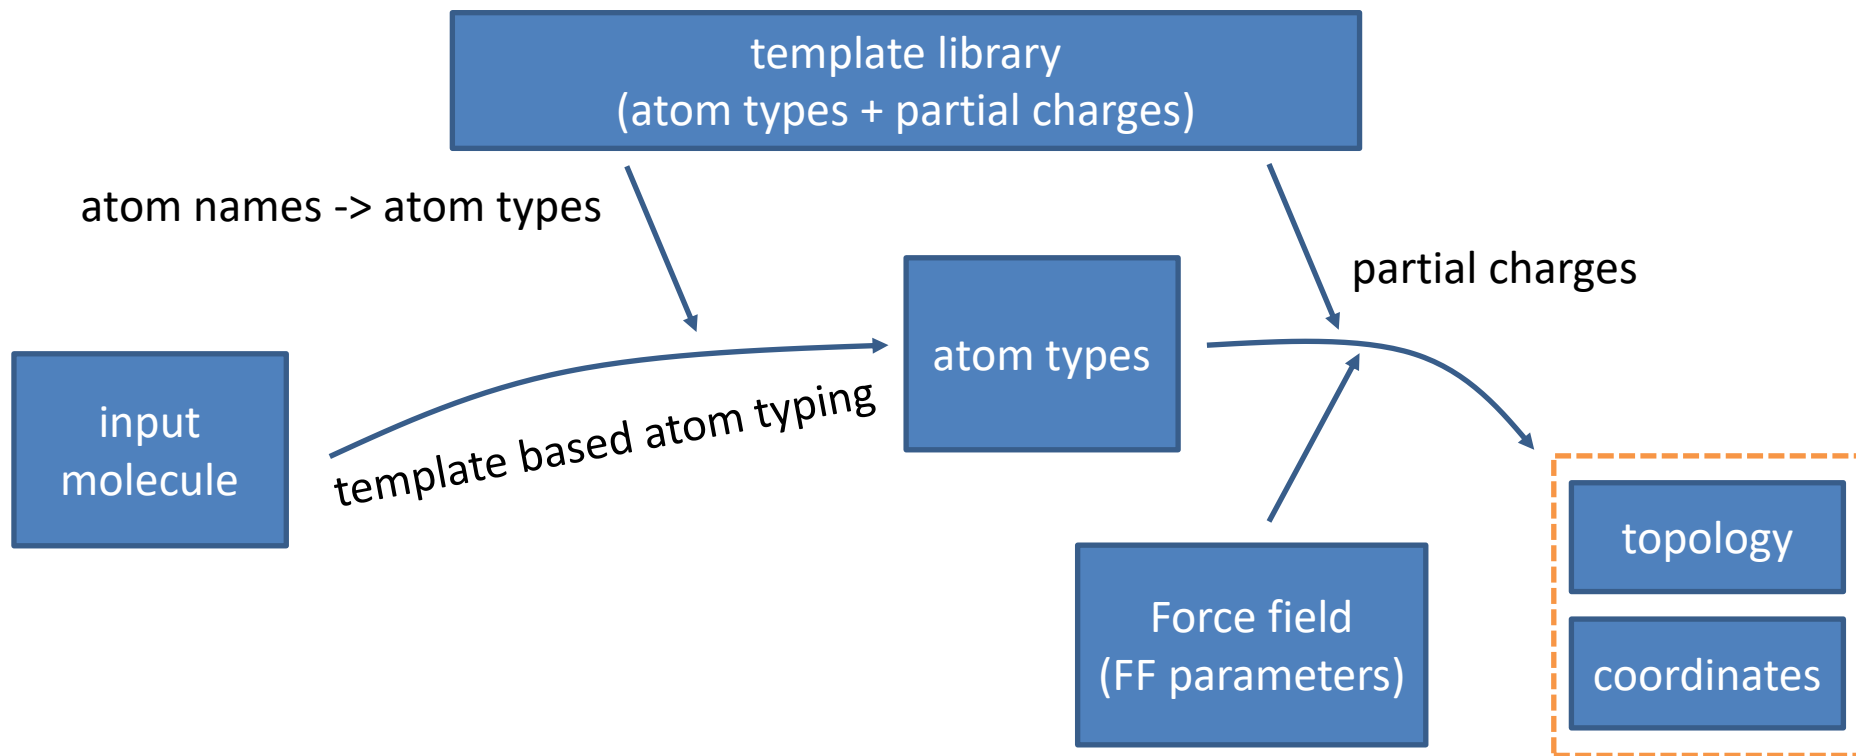 template library
(atom types + partial charges)
atom names -> atom types
partial charges
atom types
input
molecule
template based atom typing
topology
Force field
(FF parameters)
coordinates